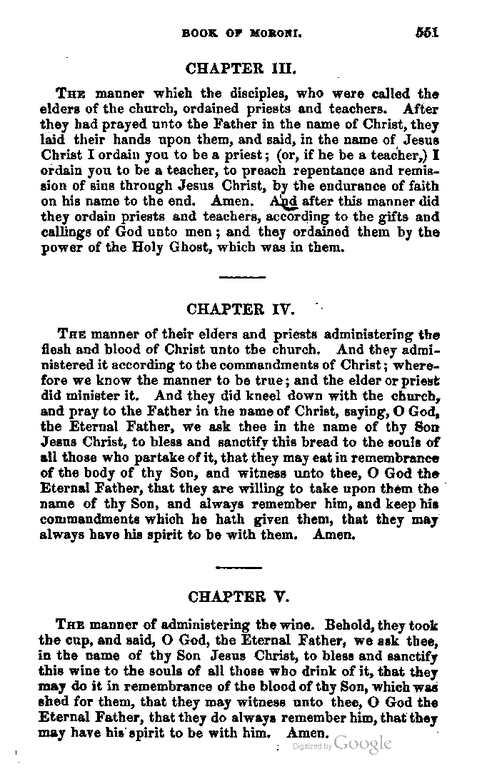 BOOK OF MORONI. 551
CHAPTER III.
THE manner which the disciples, who were called the
elders of the church, ordained priests and teachers. After
they had prayed unto the Father in the name of Christ, they
laid their hands upon them, and said, in the name of Jesus
Christ I ordain you to be a priest; (or, if he be a teacher,) I
ordain you to be a teacher, to preach repentance and remis-
sion of sins through Jesus Christ, by the endurance of faith
on his name to the end. Amen. And after this manner did
they ordain priests and teachers, according to the gifts and
callings of God unto men; and they ordained them by the
power of the Holy Ghost, which was in them.
CHAPTER IV.
THE manner of their elders and priests administering the
flesh and blood of Christ unto the church. And they admi-
nistered it according to the commandments of Christ; where-
fore we know the manner to be true; and the elder or priest
did minister it. And they did kneel down with the church,
and pray to the Father in the name of Christ, saying, O God,
the Eternal Father, we ask thee in the name of thy Son
Jesus Christ, to bless and sanctify this bread to the souls of
all those who partake of it, that they may eat in remembrance
of the body of thy Son, and witness unto thee, O God the
Eternal Father, that they are willing to take upon them the
name of thy Son, and always remember him, and keep his
commandments which he hath given them, that they may
always have his spirit to be with them. Amen.
CHAPTER V.
THE manner of administering the wine. Behold, they took
the cup, and said, O God, the Eternal Father, we ask thee,
in the name of thy Son Jesus Christ, to bless and sanctify
this wine to the souls of all those who drink of it, that they
may do it in remembrance of the blood of thy Son, which was
shed for them, that they may witness unto thee, O God the
Eternal Father, that they do always remember him, that they
may have his spirit to be with him. Amen.
Digitized by Google